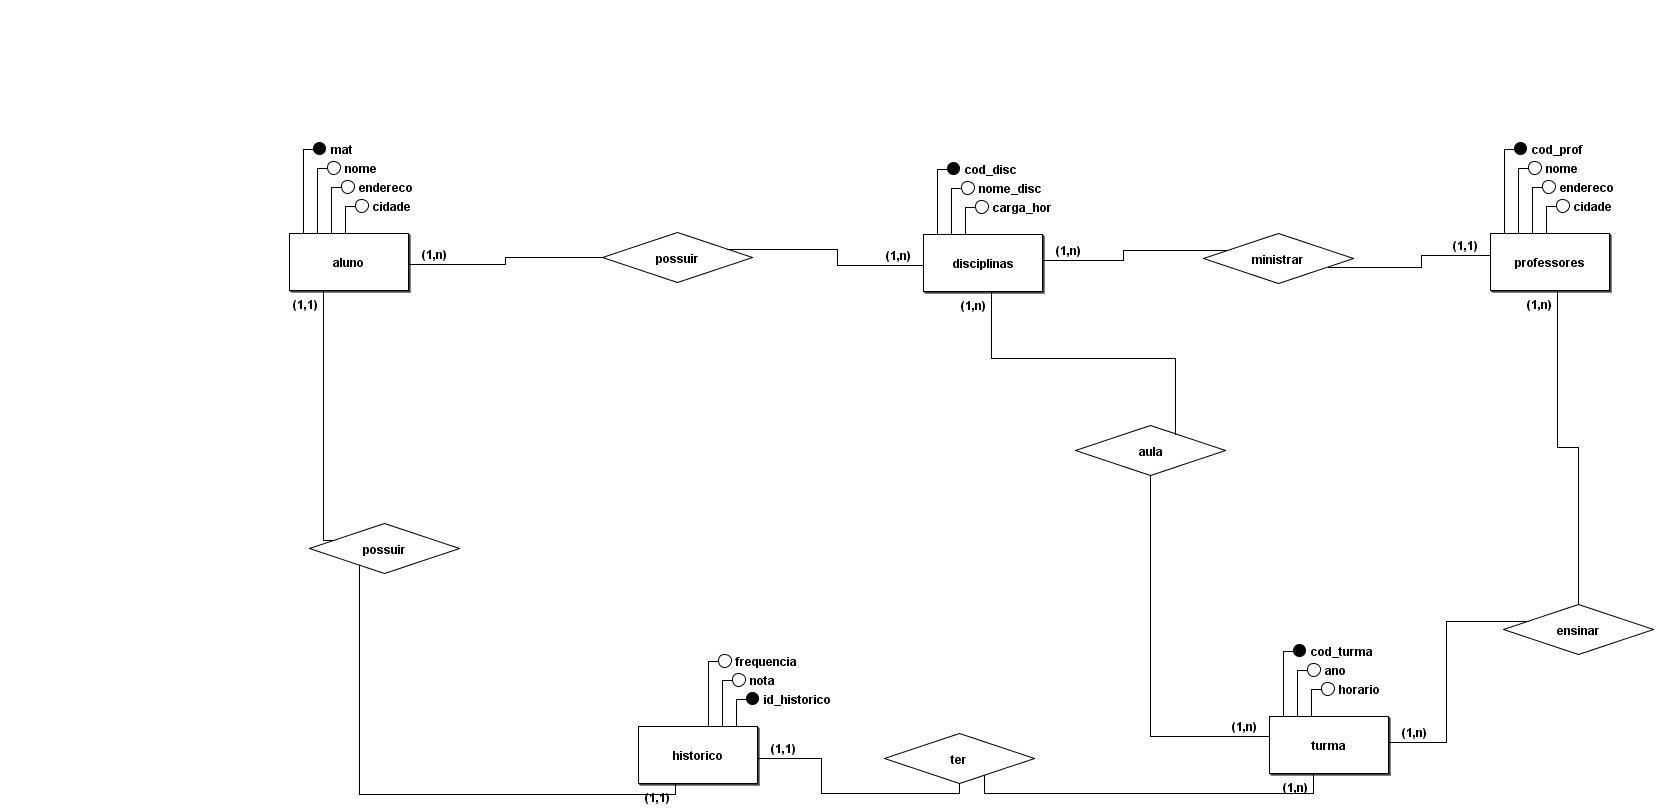 mat
nome
endereco
cidade
aluno
(1,n)
(1,1)
possuir
cod_disc
nome_disc
carga_hor
(1,n)
disciplinas
(1,n)
(1,n)
ministrar
cod_prof
nome
endereco
cidade
(1,1)
professores
(1,n)
aula
possuir
ensinar
frequencia
nota
id_historico
historico
(1,1)
(1,1)
ter
cod_turma
ano
horario
(1,n)
turma
(1,n)
(1,n)